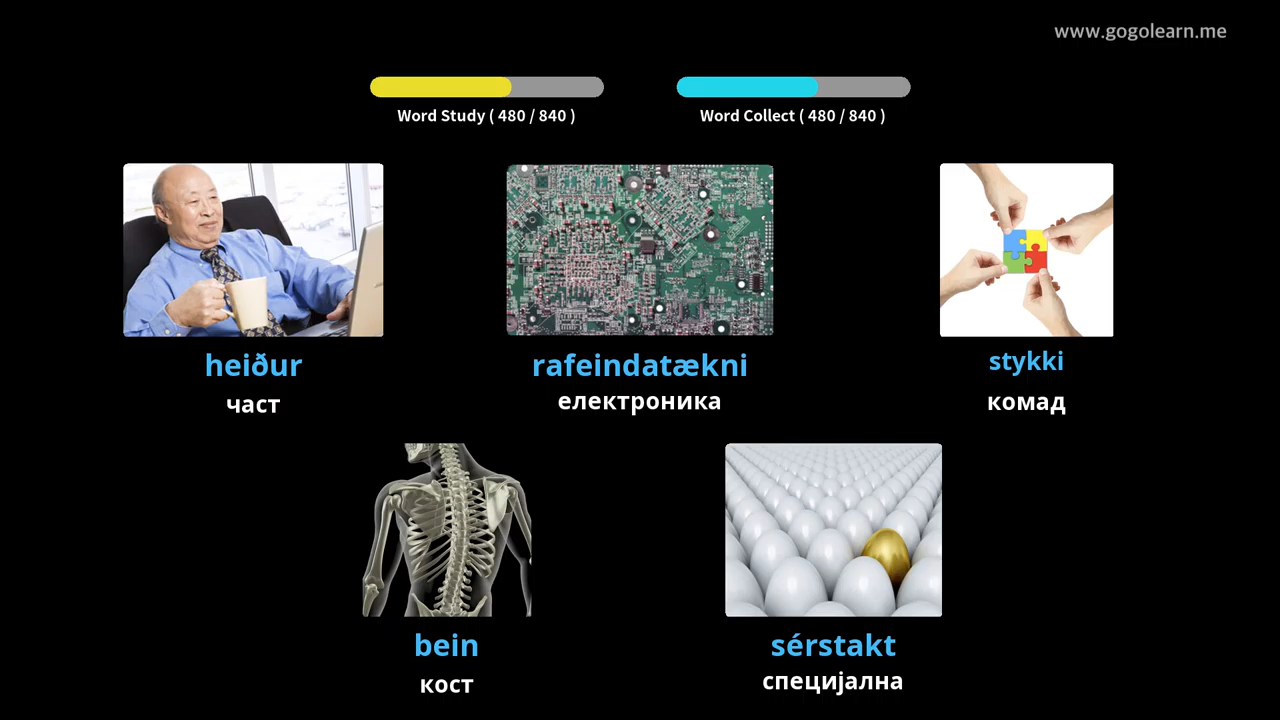 www.gogolearn.me
Word Study ( 480 / 840 )
Word Collect ( 480 / 840 )
heiður
rafeindatækni
stykki
част
електроника
комад
bein
sérstakt
кост
специјална